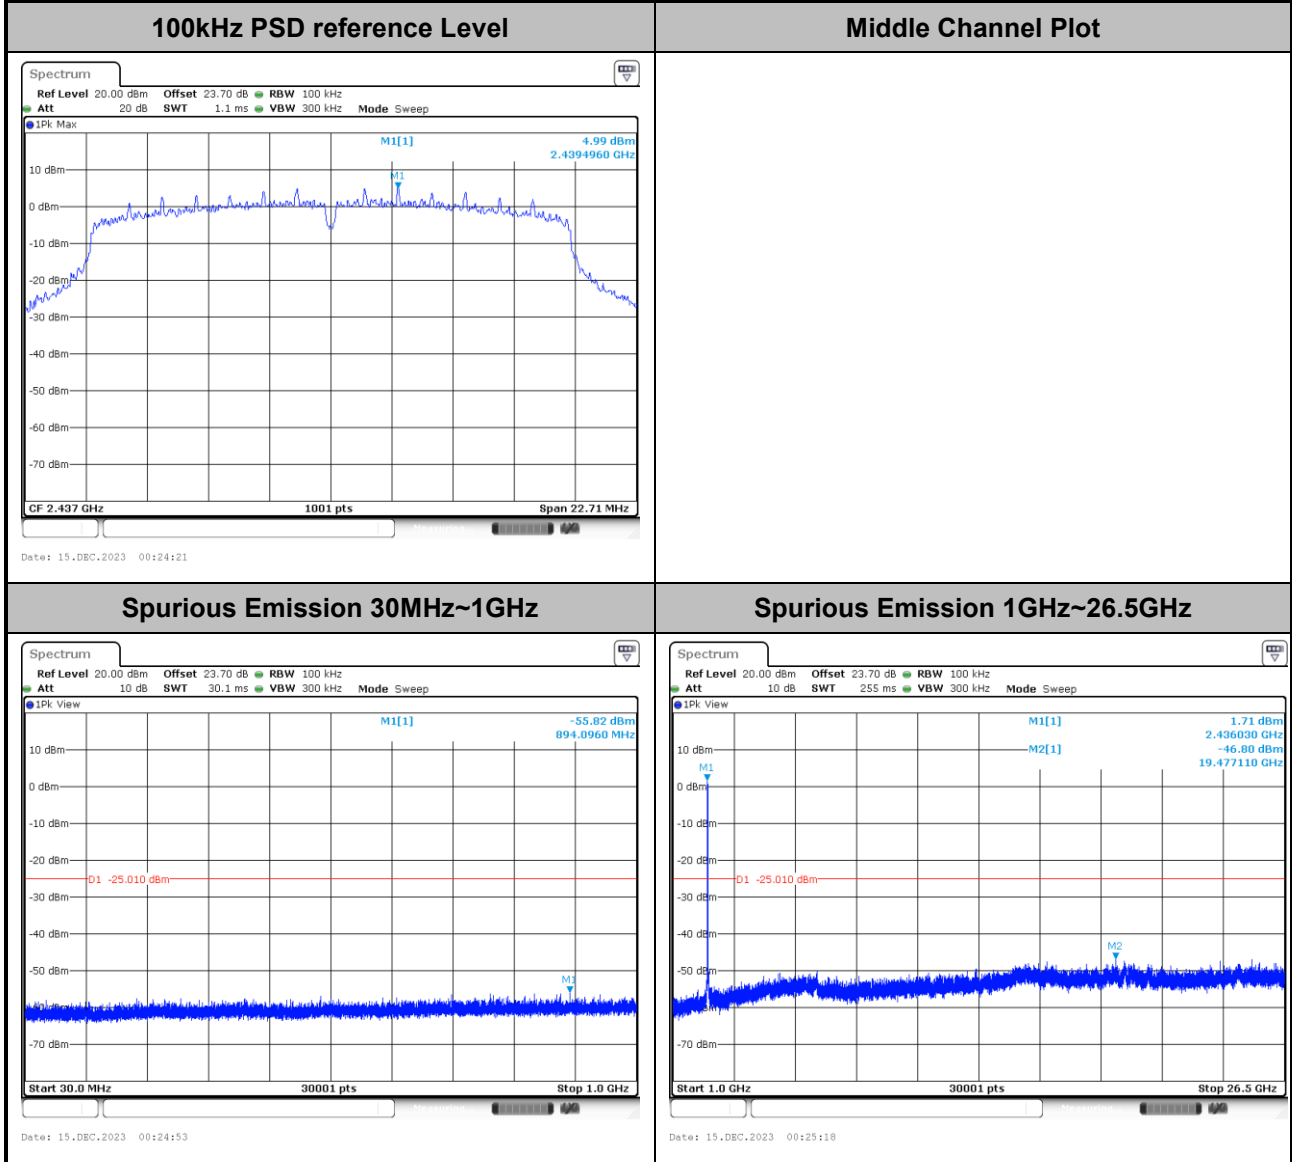 100kHz PSD reference Level
Middle Channel Plot
Spectrum
Ref Level 20.00 dBm Offset 23.70 dB RBW 100 kHz
Att 20 dB SWT 1.1 ms VBW 300 kHz Mode Sweep
1Pk Max
M1[1] 4.99 dBm
2.4394960 GHz
10 dBm
M1
0 dBm
-10 dBm
-20 dBm
-30 dBm
-40 dBm
-50 dBm
-60 dBm
-70 dBm
CF 2.437 GHz 1001 pts Span 22.71 MHz
Date: 15.DEC.2023 00:24:21
Spurious Emission 30MHz~1GHz
Spurious Emission 1GHz~26.5GHz
Spectrum
Ref Level 20.00 dBm Offset 23.70 dB RBW 100 kHz
Att 10 dB SWT 30.1 ms VBW 300 kHz Mode Sweep
1Pk View
M1[1] -55.82 dBm
894.0960 MHz
10 dBm
0 dBm
-10 dBm
-20 dBm
D1 -25.010 dBm
-30 dBm
-40 dBm
-50 dBm
M1
-70 dBm
Start 30.0 MHz 30001 pts Stop 1.0 GHz
Date: 15.DEC.2023 00:24:53
Spectrum
Ref Level 20.00 dBm Offset 23.70 dB RBW 100 kHz
Att 10 dB SWT 255 ms VBW 300 kHz Mode Sweep
1Pk View
M1[1] 1.71 dBm
2.436030 GHz
10 dBm M2[1] -46.80 dBm
19.477110 GHz
M1
0 dBm
-10 dBm
-20 dBm
D1 -25.010 dBm
-30 dBm
-40 dBm
M2
-50 dBm
-70 dBm
Start 1.0 GHz 30001 pts Stop 26.5 GHz
Date: 15.DEC.2023 00:25:18